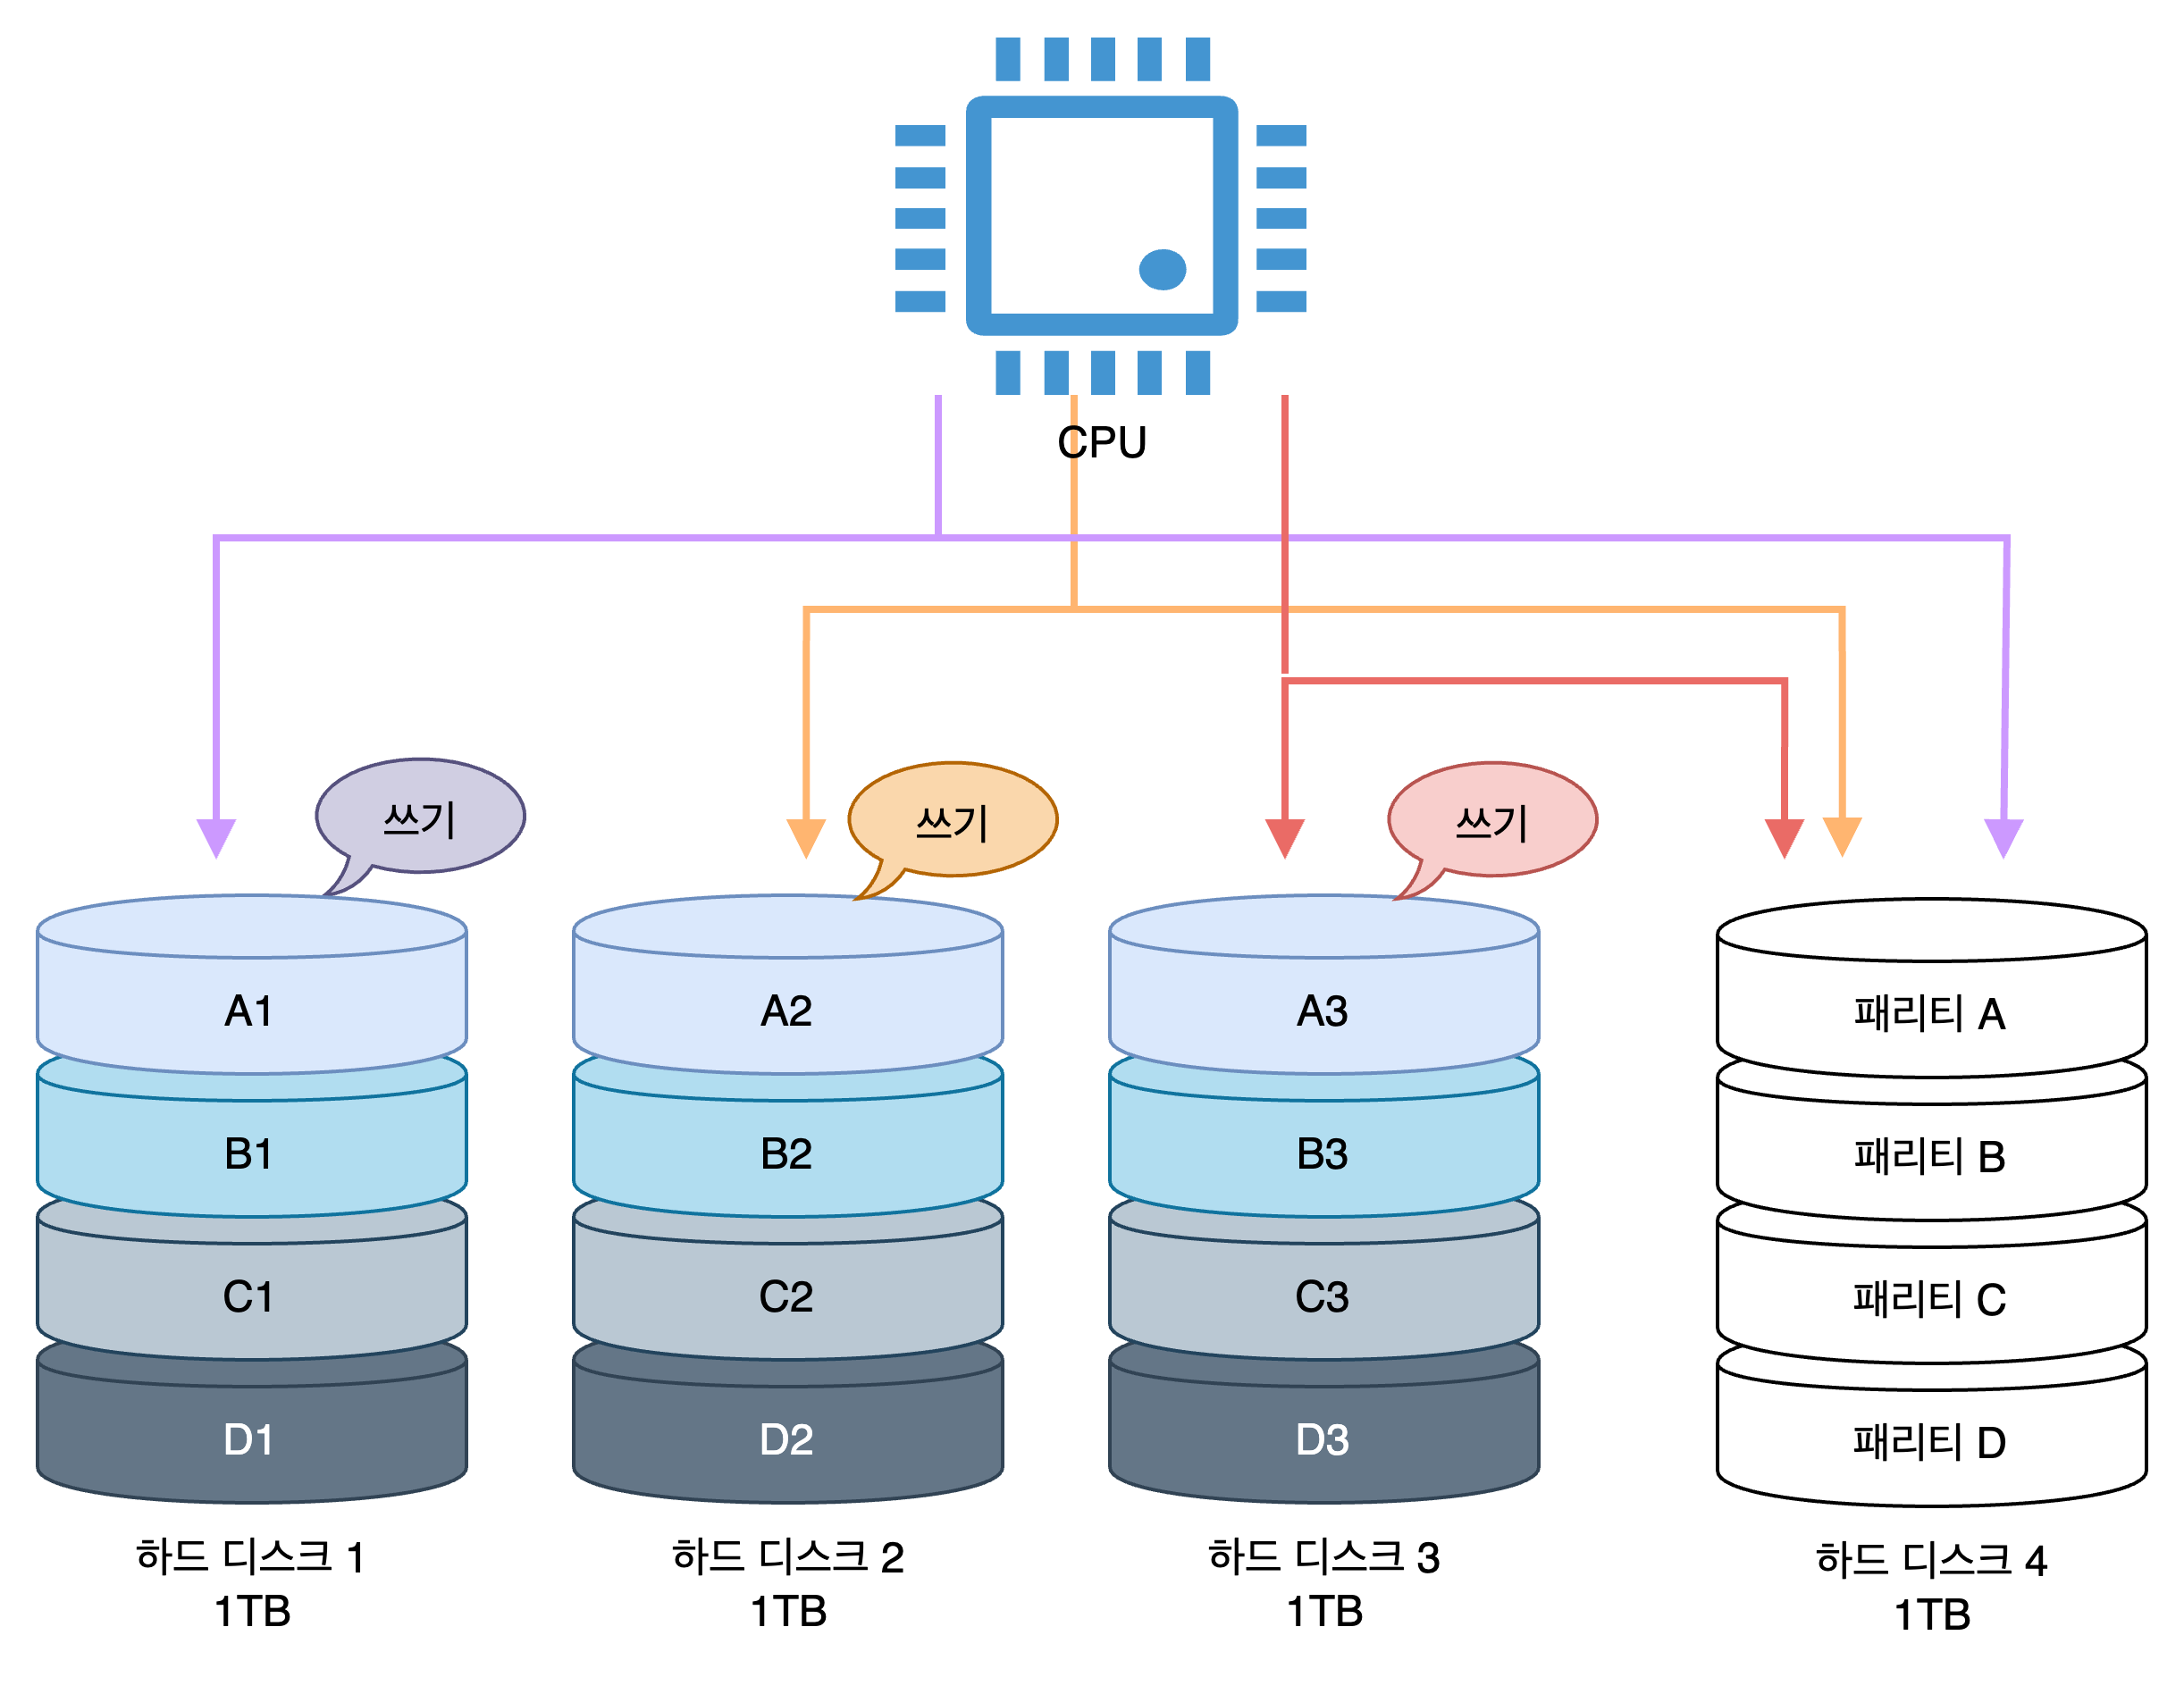 CPU
쓰기
쓰기
쓰기
A1
A2
A3
패리티 A
B1
B2
B3
패리티 B
C1
C2
C3
패리티 C
D1
D2
D3
패리티 D
하드 디스크 1
1TB
하드 디스크 2
1TB
하드 디스크 3
1TB
하드 디스크 4
1TB